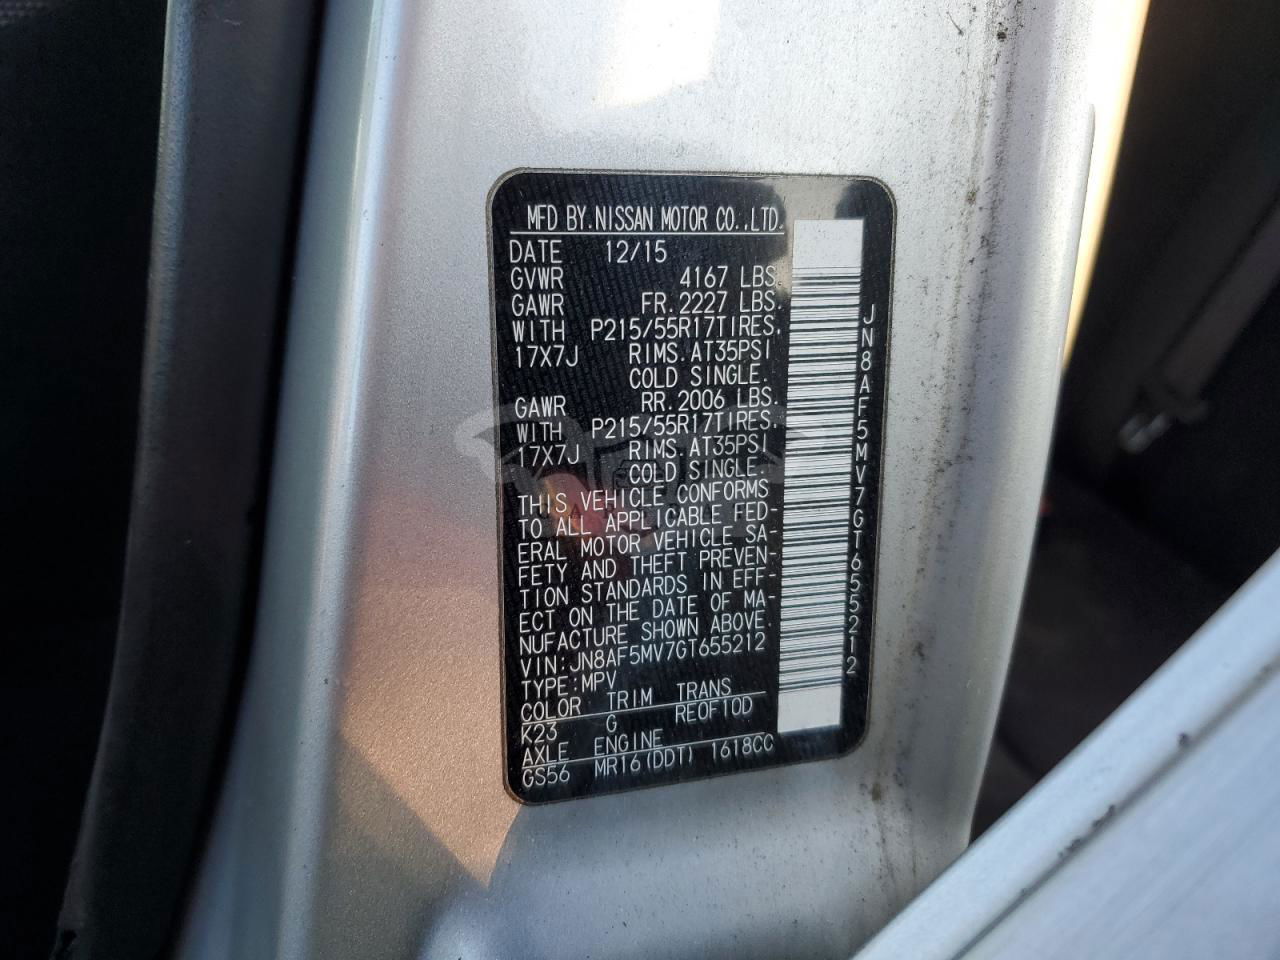 MFD BY.NISSAN MOTOR CO.,LTD.
DATE 12/15
GVWR 4167 LBS.
GAWR FR.2227 LBS.
WITH P215/55R17TIRES.
17X7J RIMS.AT35PSI
COLD SINGLE.
GAWR RR.2006 LBS.
WITH P215/55R17TIRES.
17X7J RIMS.AT35PSI
COLD SINGLE.
THIS VEHICLE CONFORMS
TO ALL APPLICABLE FED-
ERAL MOTOR VEHICLE SA-
FETY AND THEFT PREVEN-
TION STANDARDS IN EFF-
ECT ON THE DATE OF MA-
NUFACTURE SHOWN ABOVE.
VIN:JN8AF5MV7GT655212
TYPE:MPV
COLOR TRIM TRANS
K23 G RE0F10D
AXLE ENGINE
GS56 MR16(DDT) 1618CC
JN8AF5MV7GT655212